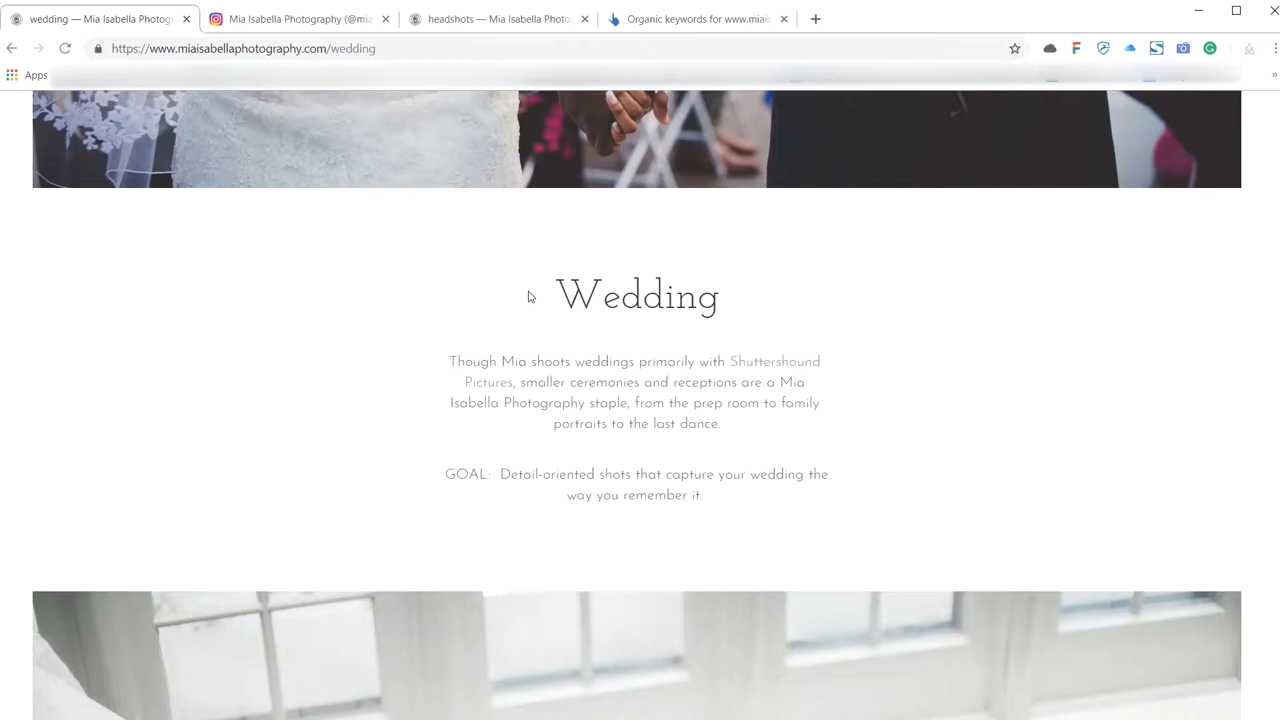 wedding — Mia Isabella Photogr
Mia Isabella Photography (@mia
headshots — Mia Isabella Photo
Organic keywords for www.miais
https://www.miaisabellaphotography.com/wedding
Apps
Wedding
Though Mia shoots weddings primarily with Shuttershound
Pictures, smaller ceremonies and receptions are a Mia
Isabella Photography staple; from the prep room to family
portraits to the last dance.
GOAL: Detail-oriented shots that capture your wedding the
way you remember it.